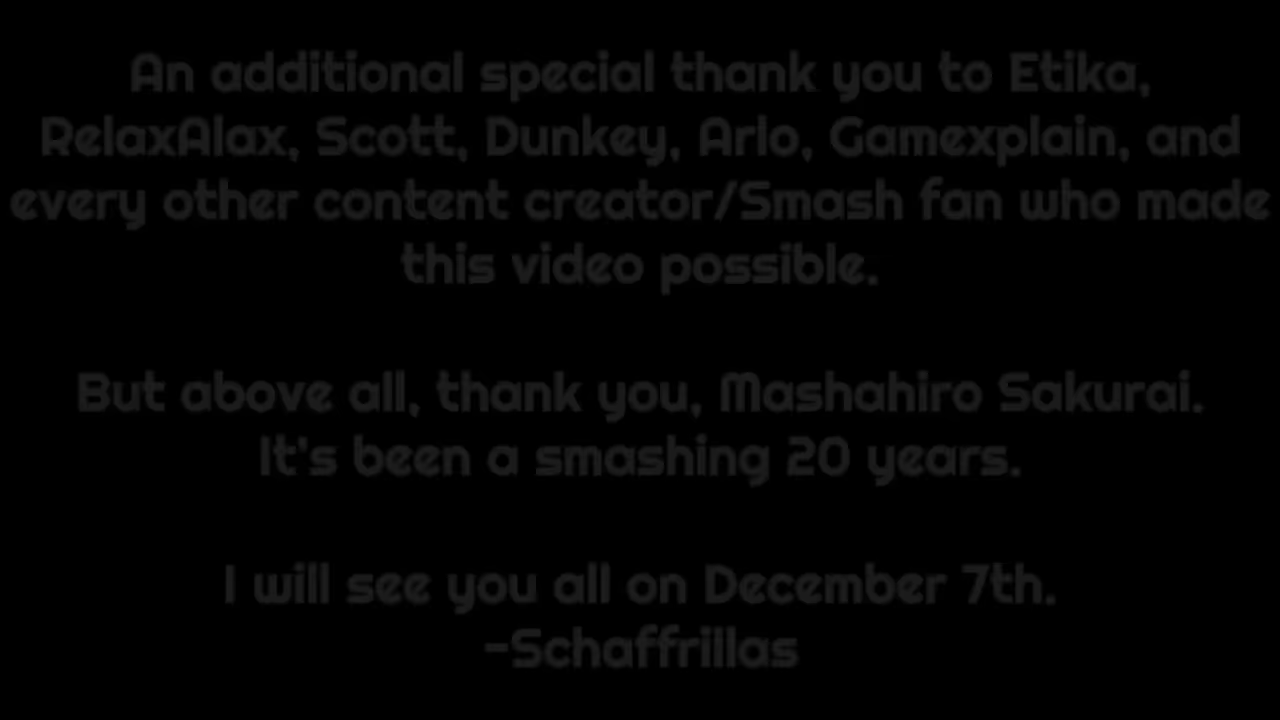 An additional special thank you to Etika,
RelaxAlax, Scott, Dunkey, Arlo, Gamexplain, and
every other content creator/Smash fan who made
this video possible.
But above all, thank you, Mashahiro Sakurai.
It's been a smashing 20 years.
I will see you all on December 7th.
-Schaffrillas